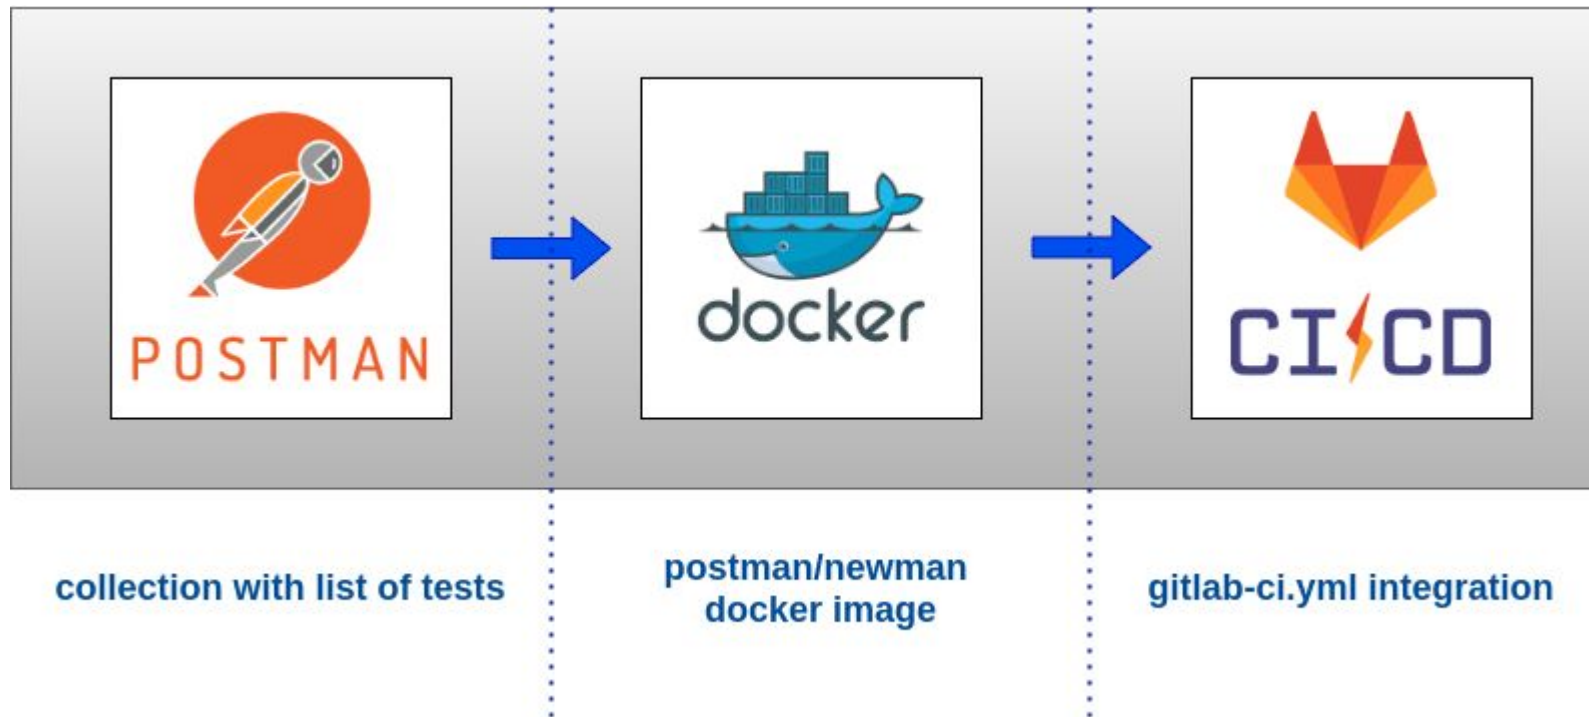 POSTMAN
docker
CI CD
collection with list of tests
postman/newman
docker image
gitlab-ci.yml integration